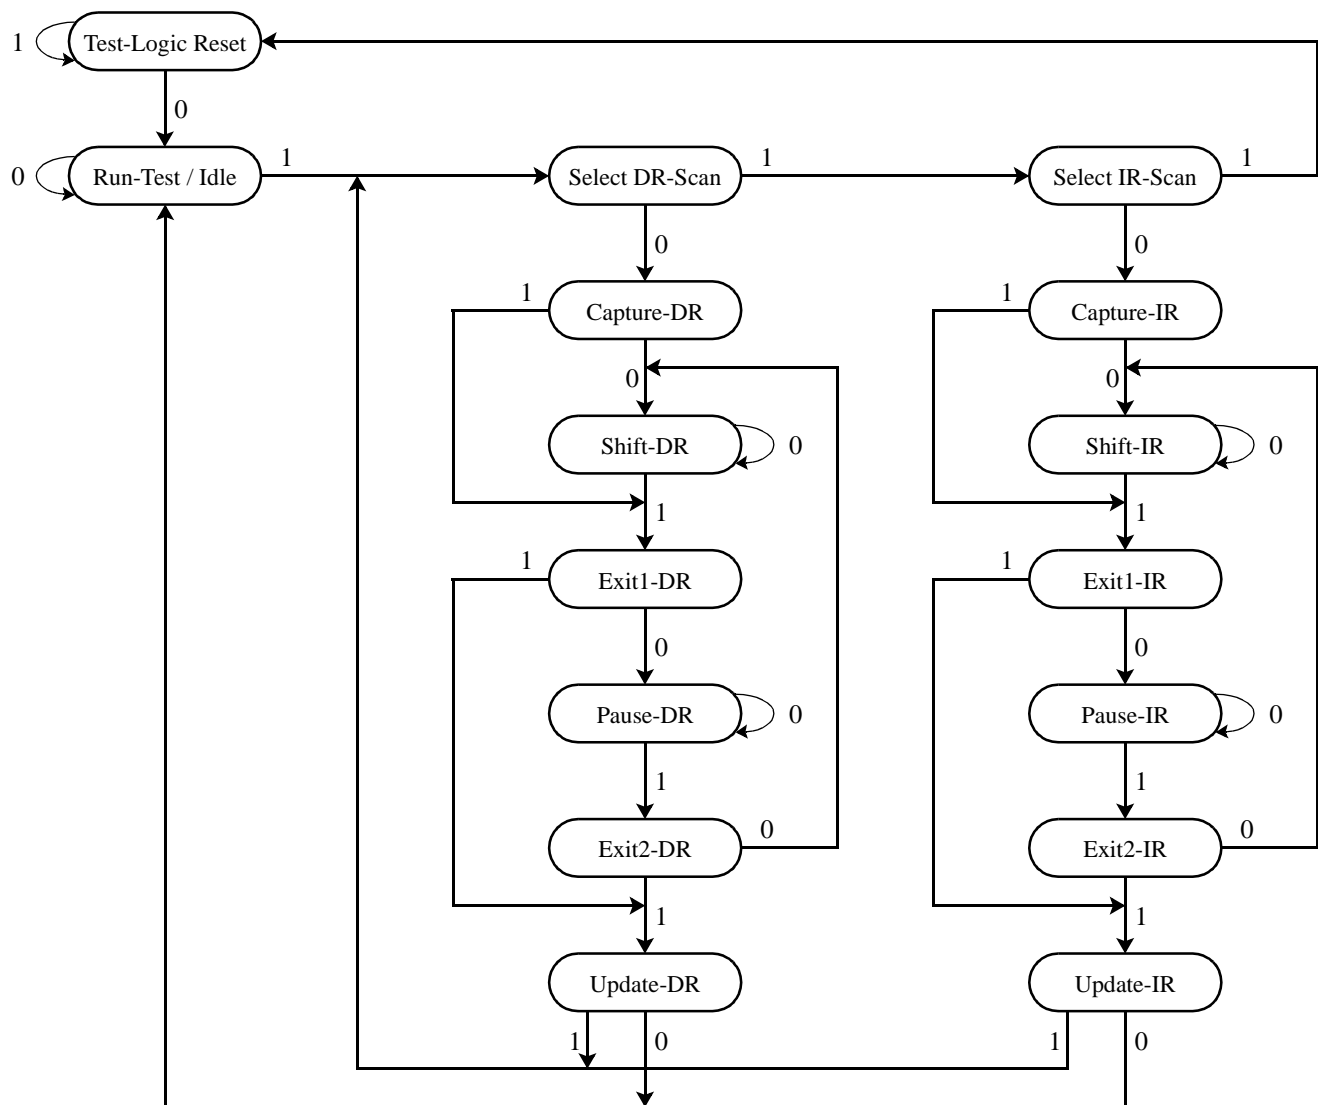 1
Test-Logic Reset
0
0
Run-Test / Idle
1
Select DR-Scan
1
Select IR-Scan
1
0
0
1
Capture-DR
1
Capture-IR
0
0
Shift-DR
0
Shift-IR
0
1
1
1
Exit1-DR
1
Exit1-IR
0
0
Pause-DR
0
Pause-IR
0
1
1
Exit2-DR
0
Exit2-IR
0
1
1
Update-DR
Update-IR
1
0
1
0